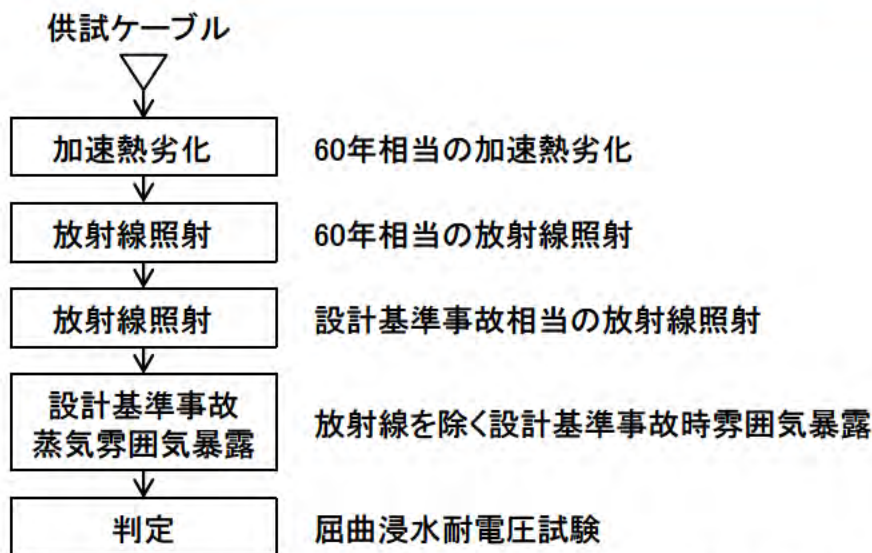 供試ケーブル
加速熱劣化
60年相当の加速熱劣化
放射線照射
60年相当の放射線照射
放射線照射
設計基準事故相当の放射線照射
設計基準事故
蒸気雰囲気暴露
放射線を除く設計基準事故時雰囲気暴露
判定
屈曲浸水耐電圧試験